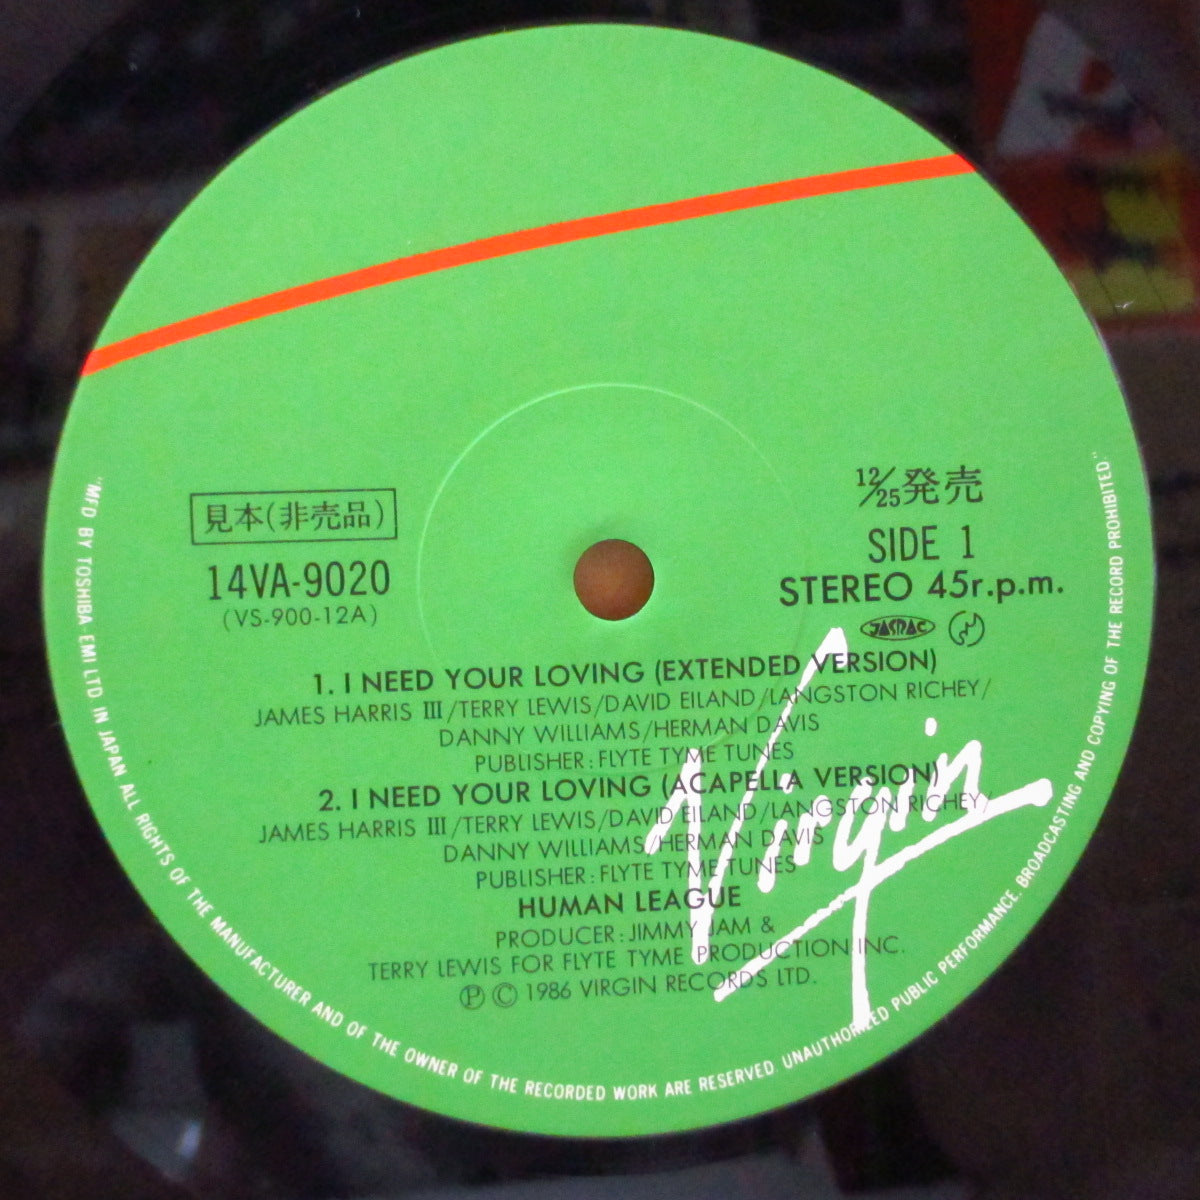 見本(非売品)
14VA-9020
(VS-900-12A)
12/25発売
SIDE 1
STEREO 45r.p.m.
JASRAC
1. I NEED YOUR LOVING (EXTENDED VERSION)
JAMES HARRIS III/TERRY LEWIS/DAVID EILAND/LANGSTON RICHEY/
DANNY WILLIAMS/HERMAN DAVIS
PUBLISHER: FLYTE TYME TUNES
2. I NEED YOUR LOVING (ACAPELLA VERSION)
JAMES HARRIS III/TERRY LEWIS/DAVID EILAND/LANGSTON RICHEY/
DANNY WILLIAMS/HERMAN DAVIS
PUBLISHER: FLYTE TYME TUNES
HUMAN LEAGUE
PRODUCER: JIMMY JAM &
TERRY LEWIS FOR FLYTE TYME PRODUCTION INC.
Ⓟ © 1986 VIRGIN RECORDS LTD.
Virgin
"MFD BY TOSHIBA EMI LTD IN JAPAN ALL RIGHTS OF THE MANUFACTURER AND OF THE OWNER OF THE RECORDED WORK ARE RESERVED UNAUTHORIZED PUBLIC PERFORMANCE. BROADCASTING AND COPYING OF THE RECORD PROHIBITED."